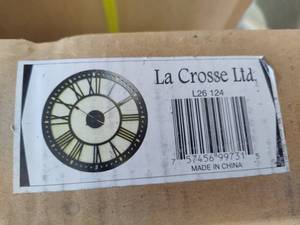 La Crosse Ltd.
L26 124
7 57456 99731 5
MADE IN CHINA